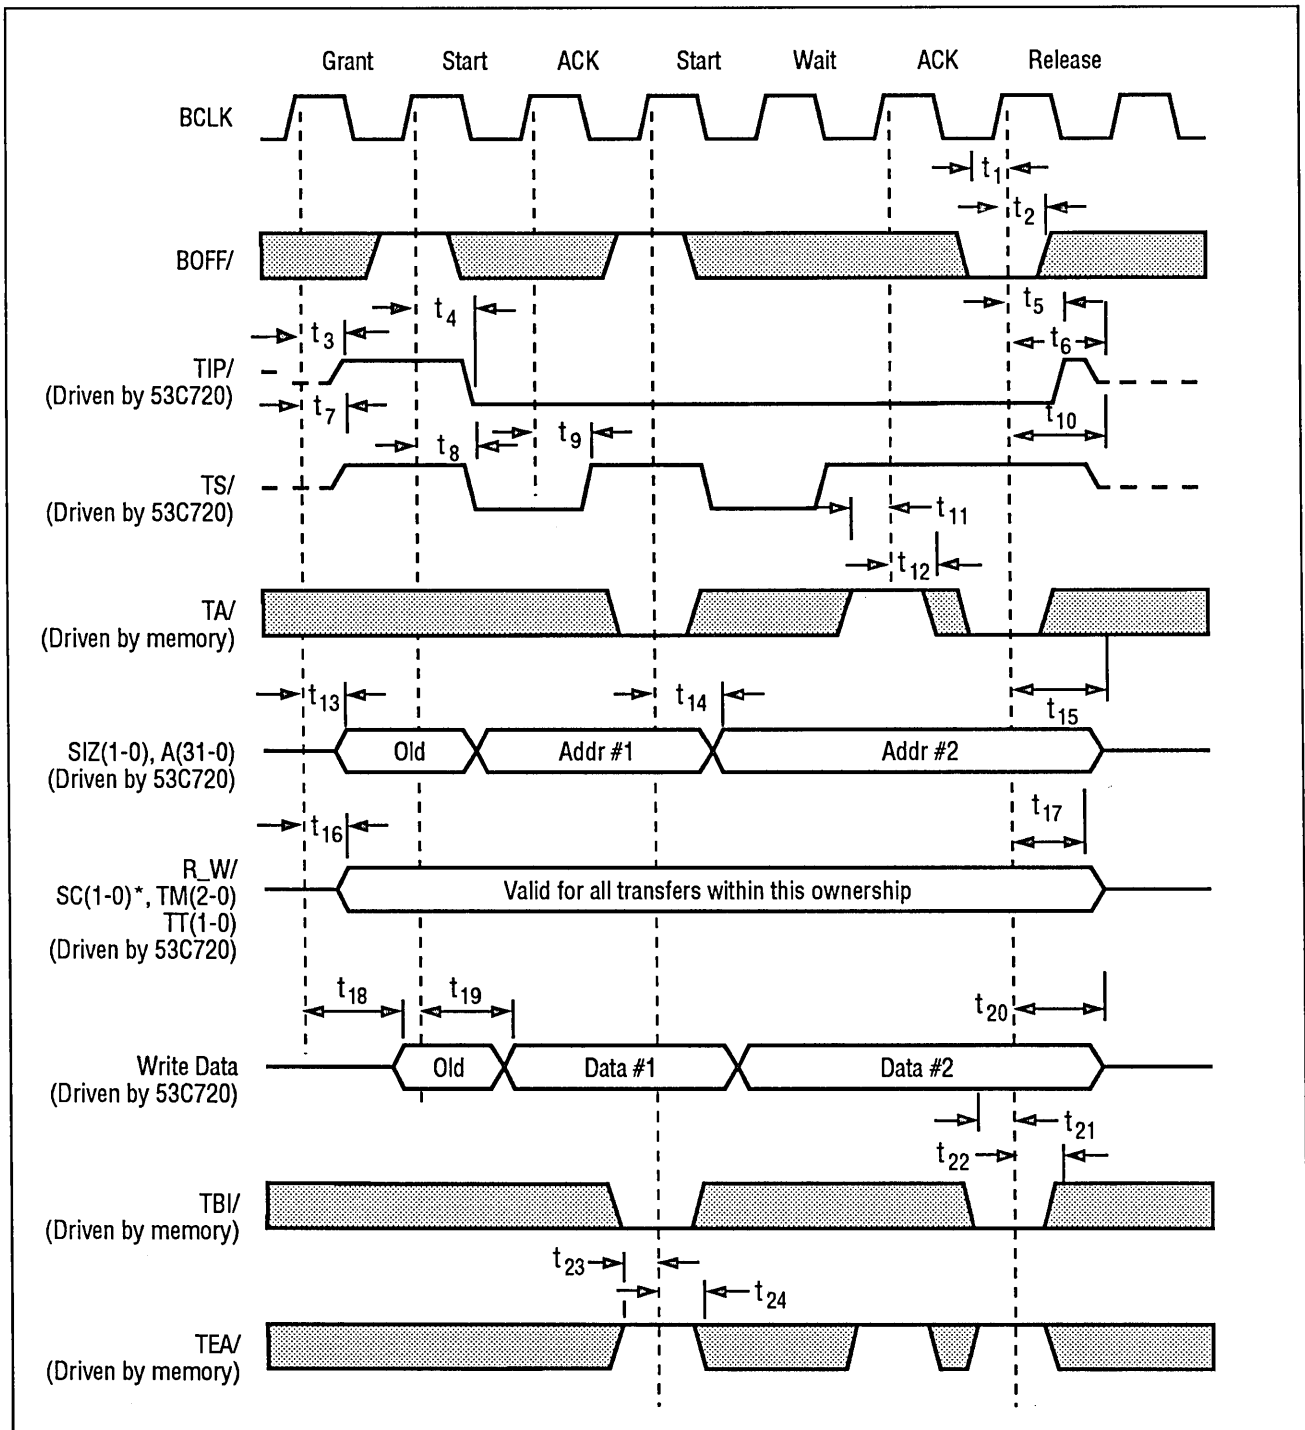 Grant Start ACK Start Wait ACK Release
BCLK
t1
t2
BOFF/
t3 t4 t5
t6
TIP/
(Driven by 53C720)
t7 t8 t9 t10
TS/
(Driven by 53C720)
t11
t12
TA/
(Driven by memory)
t13 t14 t15
SIZ(1-0), A(31-0)
(Driven by 53C720)
Old Addr #1 Addr #2
t16 t17
R_W/
SC(1-0)*, TM(2-0)
TT(1-0)
(Driven by 53C720)
Valid for all transfers within this ownership
t18 t19 t20
Write Data
(Driven by 53C720)
Old Data #1 Data #2
t21
t22
TBI/
(Driven by memory)
t23
t24
TEA/
(Driven by memory)